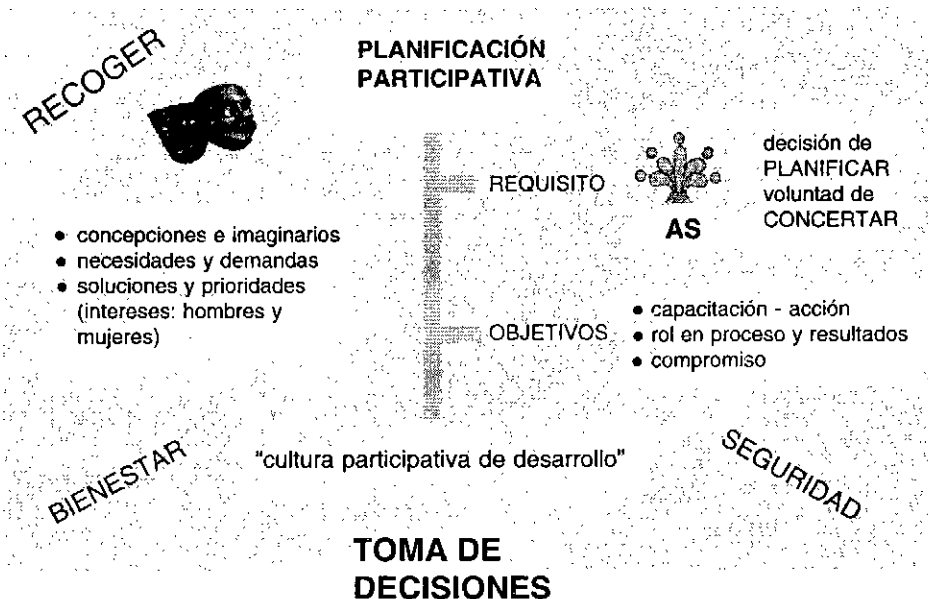 RECOGER
PLANIFICACIÓN
PARTICIPATIVA
REQUISITO
AS
decisión de
PLANIFICAR
voluntad de
CONCERTAR
• concepciones e imaginarios
• necesidades y demandas
• soluciones y prioridades
(intereses: hombres y
mujeres)
OBJETIVOS
• capacitación - acción
• rol en proceso y resultados
• compromiso
BIENESTAR
"cultura participativa de desarrollo"
SEGURIDAD
TOMA DE
DECISIONES